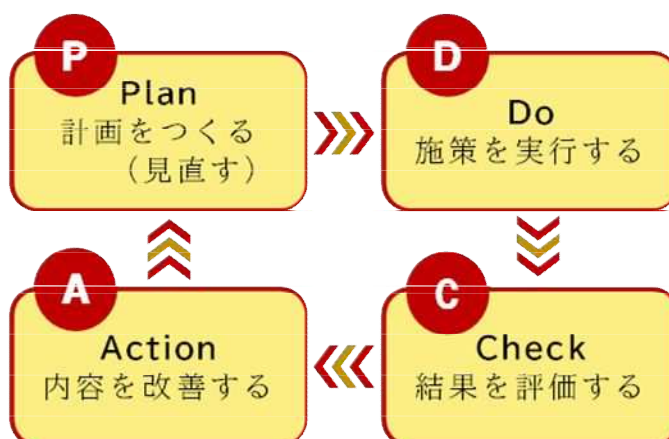 P
Plan
計画をつくる
（見直す）
D
Do
施策を実行する
A
Action
内容を改善する
C
Check
結果を評価する